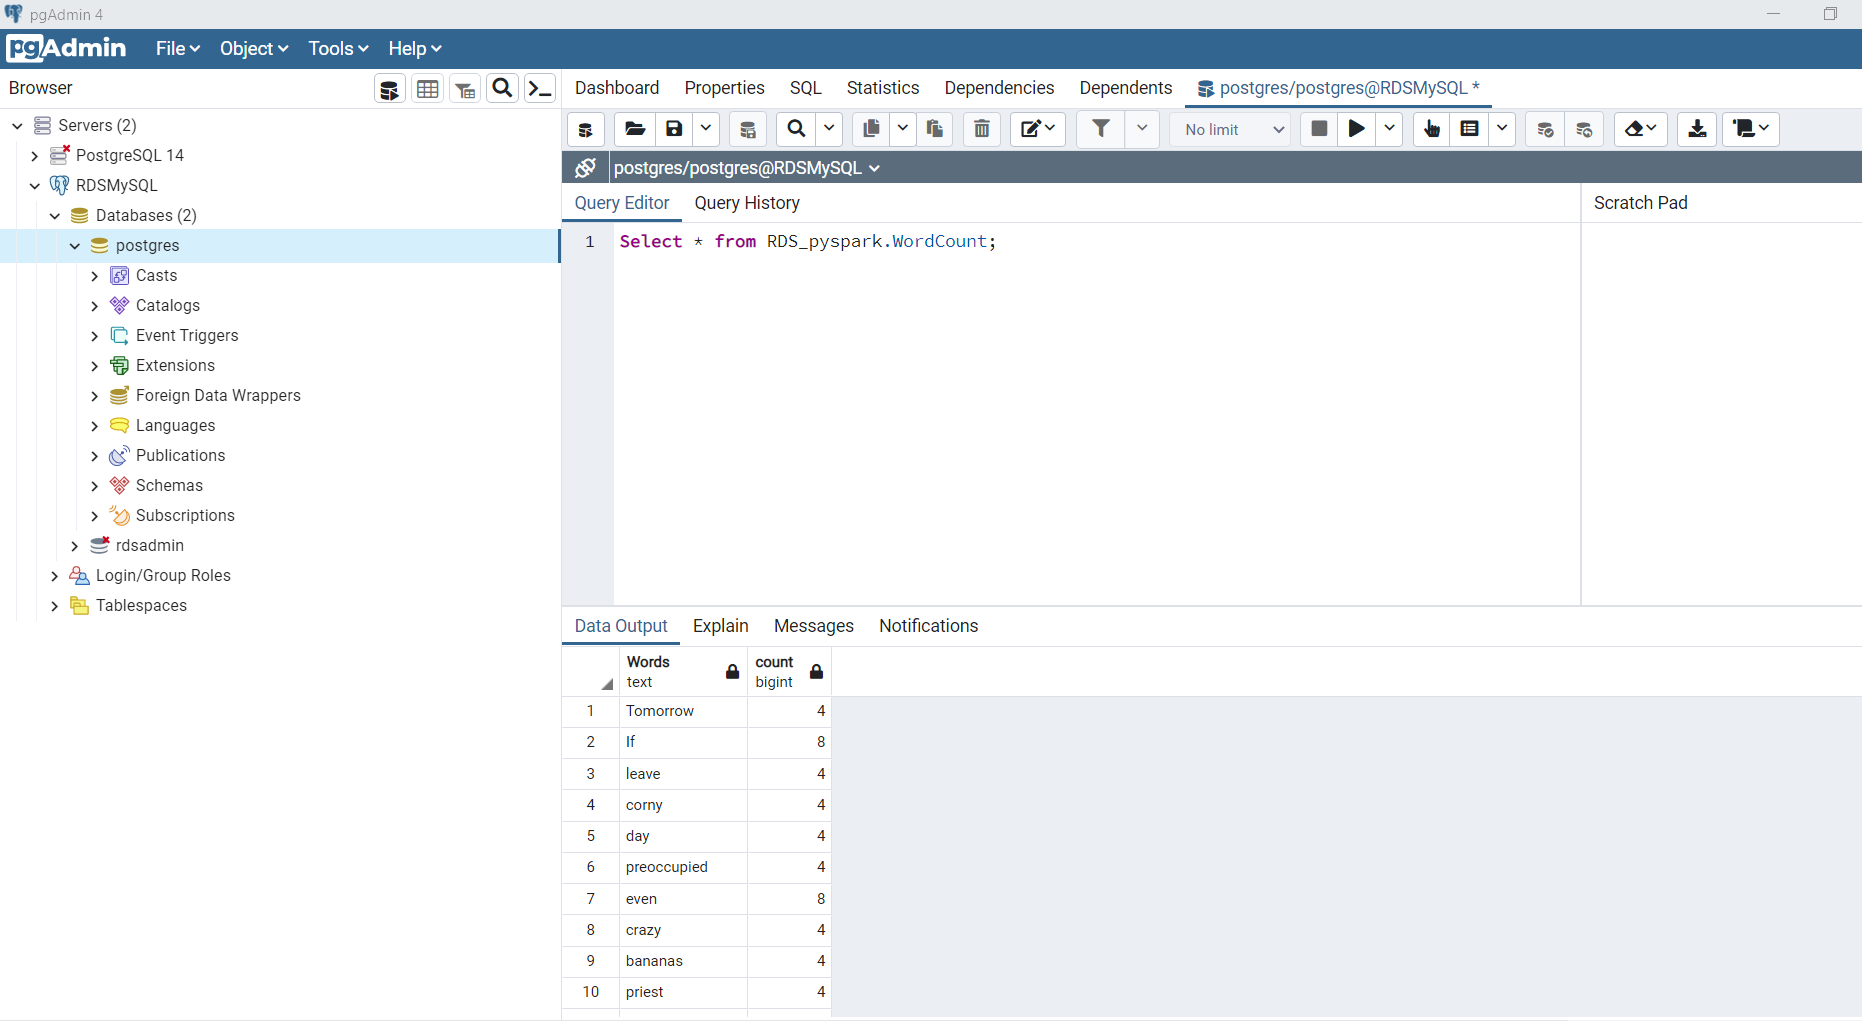 pgAdmin 4
pgAdmin File Object Tools Help
Browser
Servers (2)
PostgreSQL 14
RDSMySQL
Databases (2)
postgres
Casts
Catalogs
Event Triggers
Extensions
Foreign Data Wrappers
Languages
Publications
Schemas
Subscriptions
rdsadmin
Login/Group Roles
Tablespaces
Dashboard Properties SQL Statistics Dependencies Dependents postgres/postgres@RDSMySQL *
No limit
postgres/postgres@RDSMySQL
Query Editor Query History
Scratch Pad
1 Select * from RDS_pyspark.WordCount;
Data Output Explain Messages Notifications
Words count
text bigint
1 Tomorrow 4
2 If 8
3 leave 4
4 corny 4
5 day 4
6 preoccupied 4
7 even 8
8 crazy 4
9 bananas 4
10 priest 4